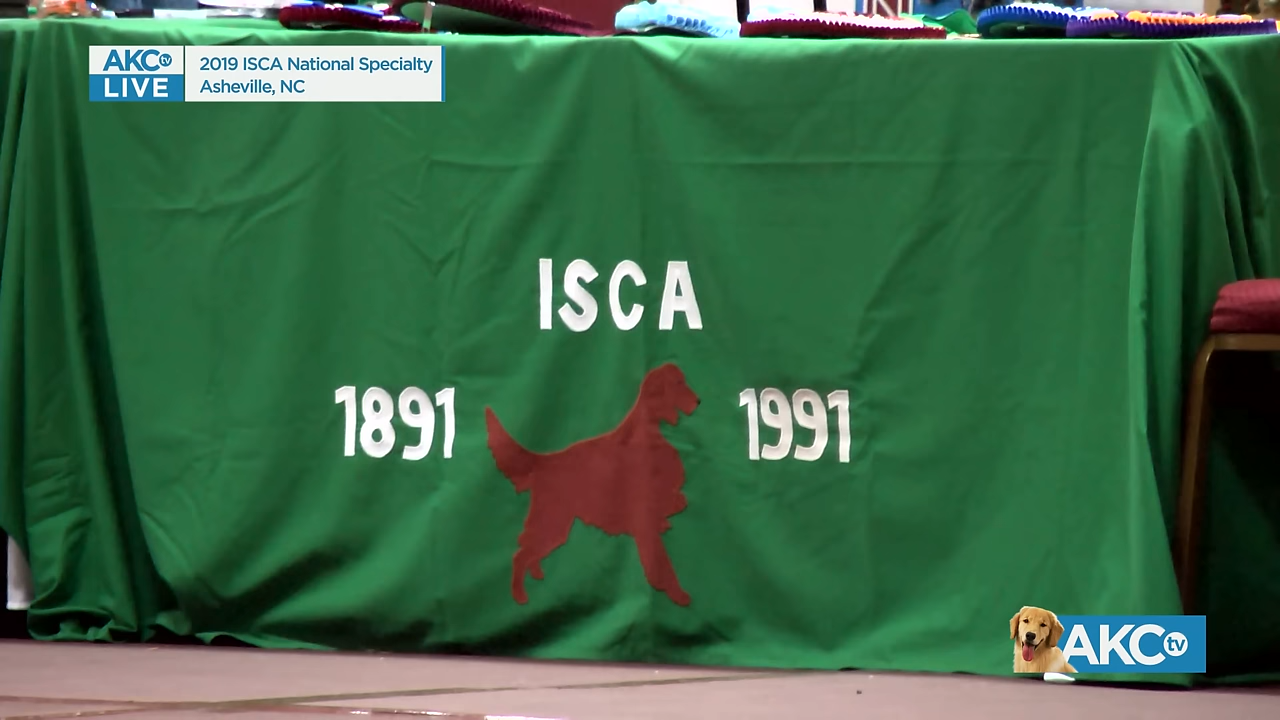 AKC tv
LIVE
2019 ISCA National Specialty
Asheville, NC
ISCA
1891
1991
AKC tv